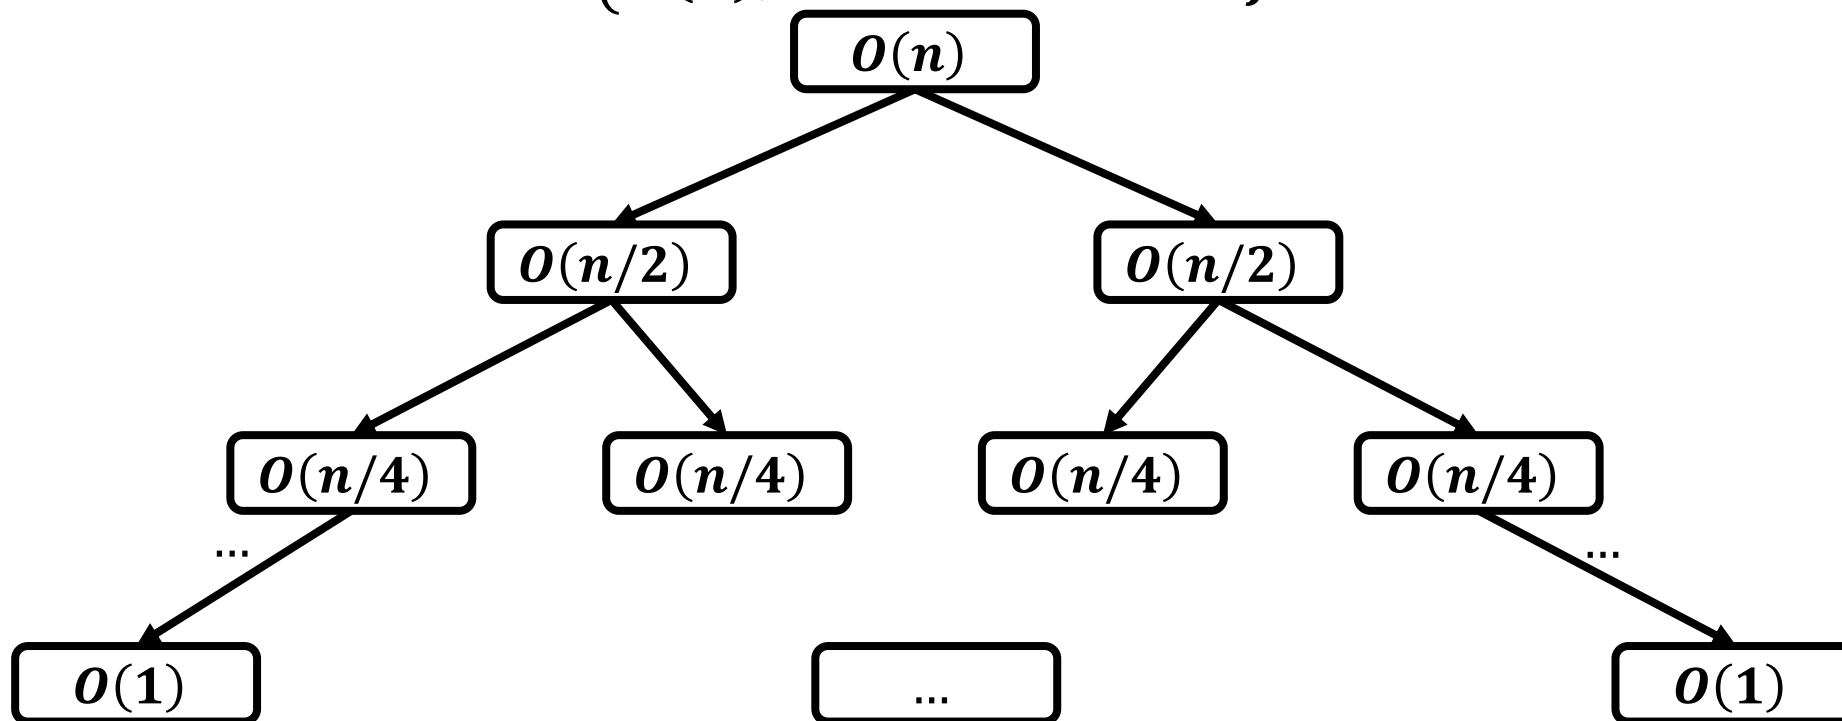 O(n)
O(n/2) O(n/2)
O(n/4) O(n/4) O(n/4) O(n/4)
... ...
O(1) ... O(1)